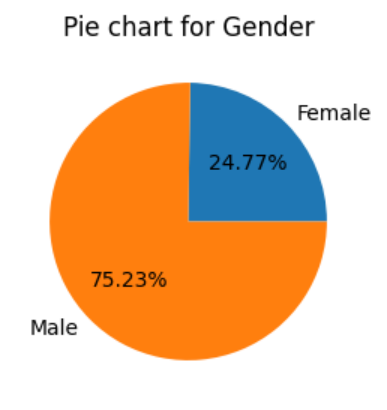 Pie chart for Gender
Female
24.77%
75.23%
Male